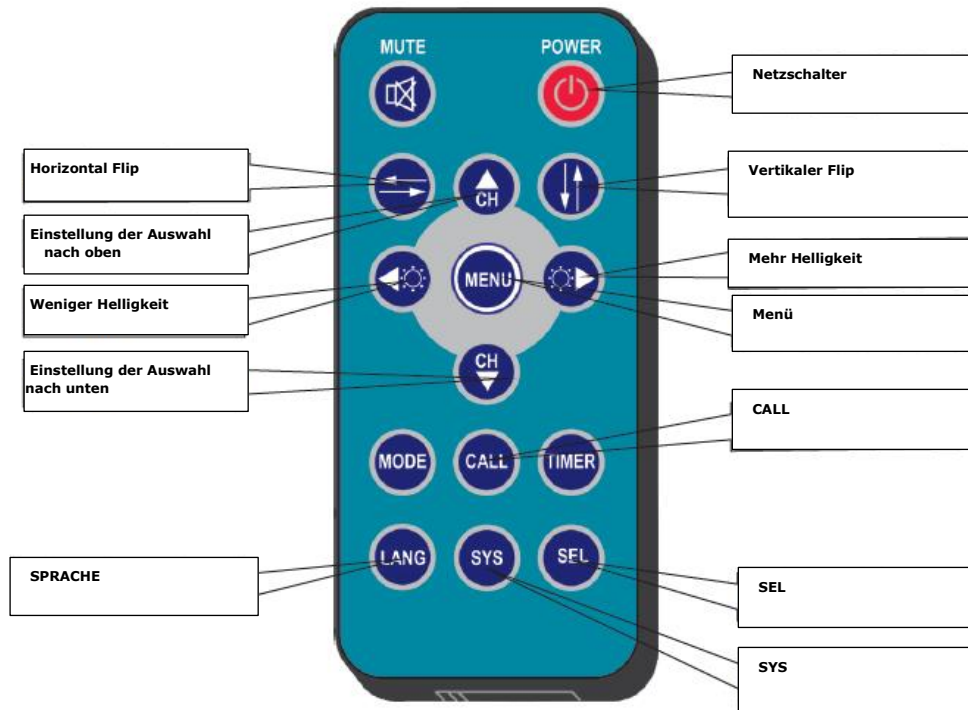 MUTE
POWER
Netzschalter
Horizontal Flip
Vertikaler Flip
CH
Einstellung der Auswahl
nach oben
Mehr Helligkeit
MENU
Weniger Helligkeit
Menü
CH
Einstellung der Auswahl
nach unten
CALL
MODE
CALL
TIMER
LANG
SYS
SEL
SPRACHE
SEL
SYS